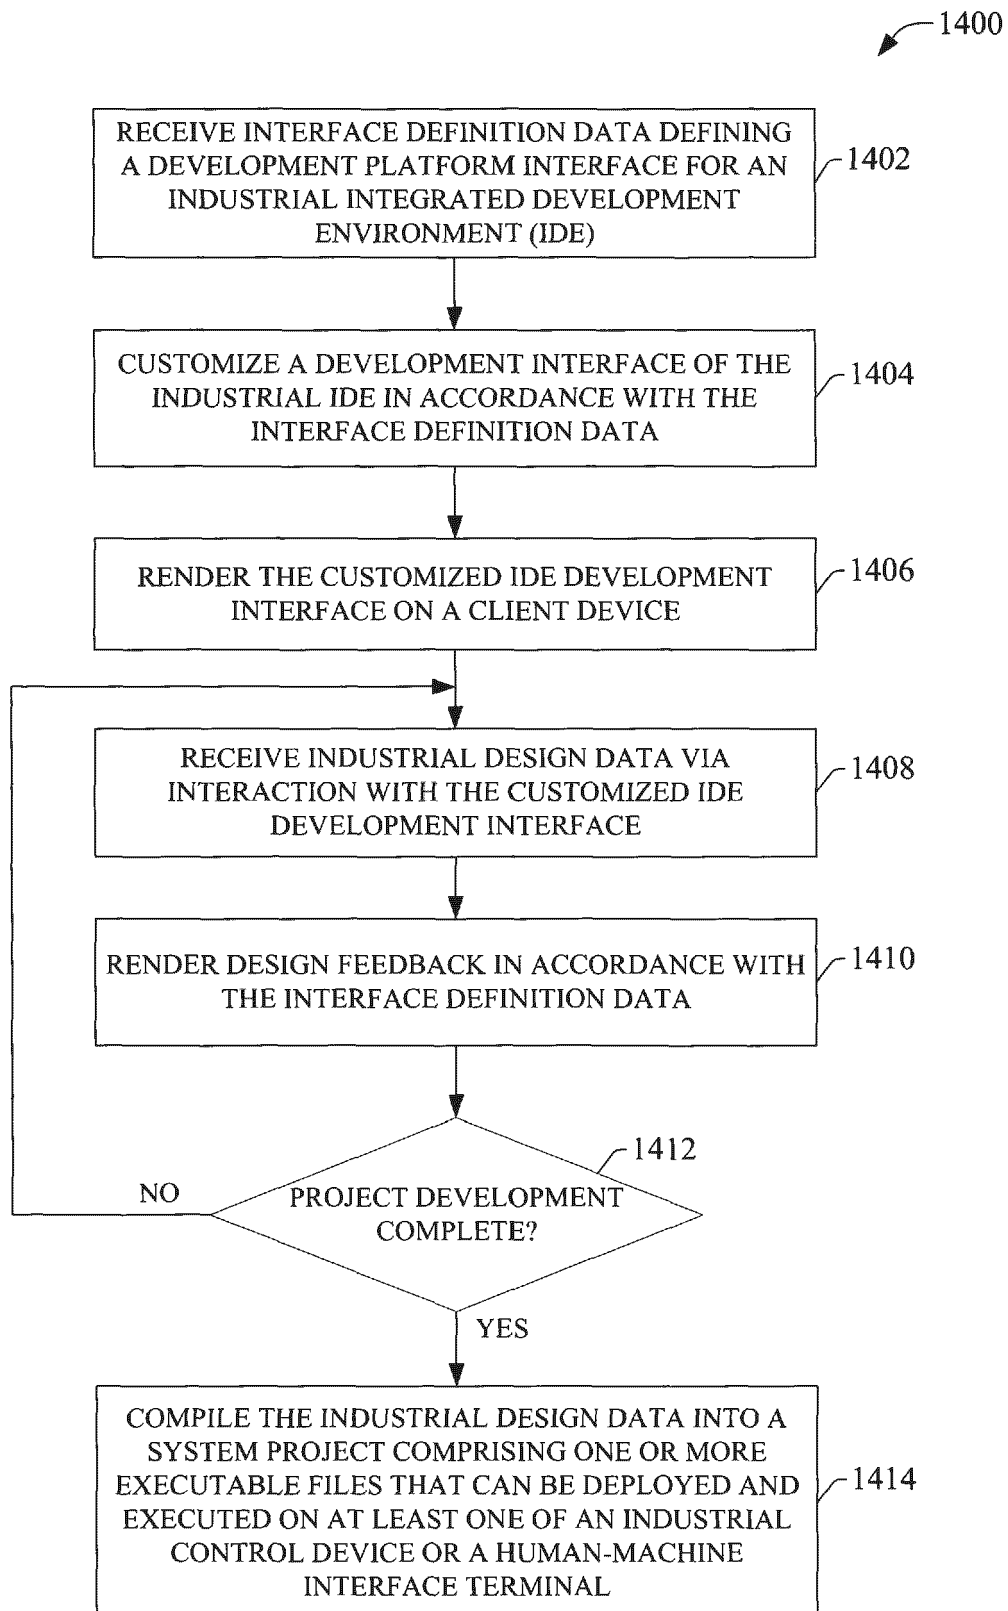 1400
RECEIVE INTERFACE DEFINITION DATA DEFINING
A DEVELOPMENT PLATFORM INTERFACE FOR AN
INDUSTRIAL INTEGRATED DEVELOPMENT
ENVIRONMENT (IDE)
1402
CUSTOMIZE A DEVELOPMENT INTERFACE OF THE
INDUSTRIAL IDE IN ACCORDANCE WITH THE
INTERFACE DEFINITION DATA
1404
RENDER THE CUSTOMIZED IDE DEVELOPMENT
INTERFACE ON A CLIENT DEVICE
1406
RECEIVE INDUSTRIAL DESIGN DATA VIA
INTERACTION WITH THE CUSTOMIZED IDE
DEVELOPMENT INTERFACE
1408
RENDER DESIGN FEEDBACK IN ACCORDANCE WITH
THE INTERFACE DEFINITION DATA
1410
1412
NO
PROJECT DEVELOPMENT
COMPLETE?
YES
COMPILE THE INDUSTRIAL DESIGN DATA INTO A
SYSTEM PROJECT COMPRISING ONE OR MORE
EXECUTABLE FILES THAT CAN BE DEPLOYED AND
EXECUTED ON AT LEAST ONE OF AN INDUSTRIAL
CONTROL DEVICE OR A HUMAN-MACHINE
INTERFACE TERMINAL
1414